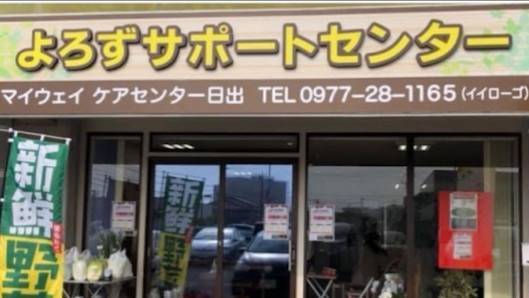 よろずサポートセンター
マイウェイ ケアセンター日出 TEL 0977-28-1165(イイローゴ)
新鮮
野菜
新鮮